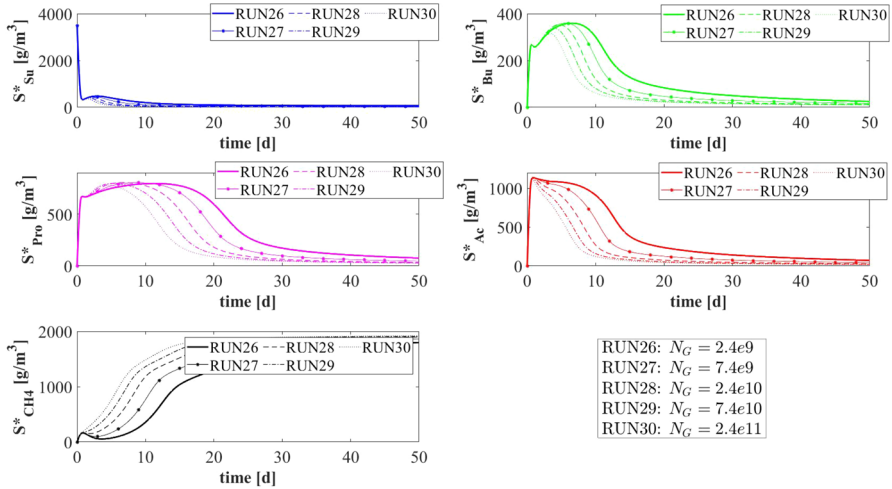 S*Su [g/m³]
4000
2000
0
RUN26 RUN28 RUN30
RUN27 RUN29
0 10 20 30 40 50
time [d]
S*Bu [g/m³]
400
200
0
RUN26 RUN28 RUN30
RUN27 RUN29
0 10 20 30 40 50
time [d]
S*Pro [g/m³]
500
0
RUN26 RUN28 RUN30
RUN27 RUN29
0 10 20 30 40 50
time [d]
S*Ac [g/m³]
1000
500
0
RUN26 RUN28 RUN30
RUN27 RUN29
0 10 20 30 40 50
time [d]
S*CH4 [g/m³]
2000
1000
0
RUN26 RUN28 RUN30
RUN27 RUN29
0 10 20 30 40 50
time [d]
RUN26: N_G = 2.4e9
RUN27: N_G = 7.4e9
RUN28: N_G = 2.4e10
RUN29: N_G = 7.4e10
RUN30: N_G = 2.4e11